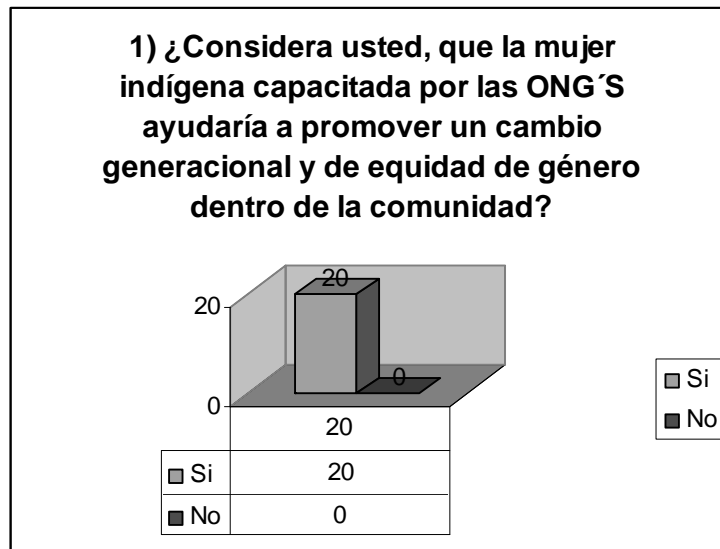 1) ¿Considera usted, que la mujer
indígena capacitada por las ONG´S
ayudaría a promover un cambio
generacional y de equidad de género
dentro de la comunidad?
20
20
0
0
20
Si 20
No 0
Si
No